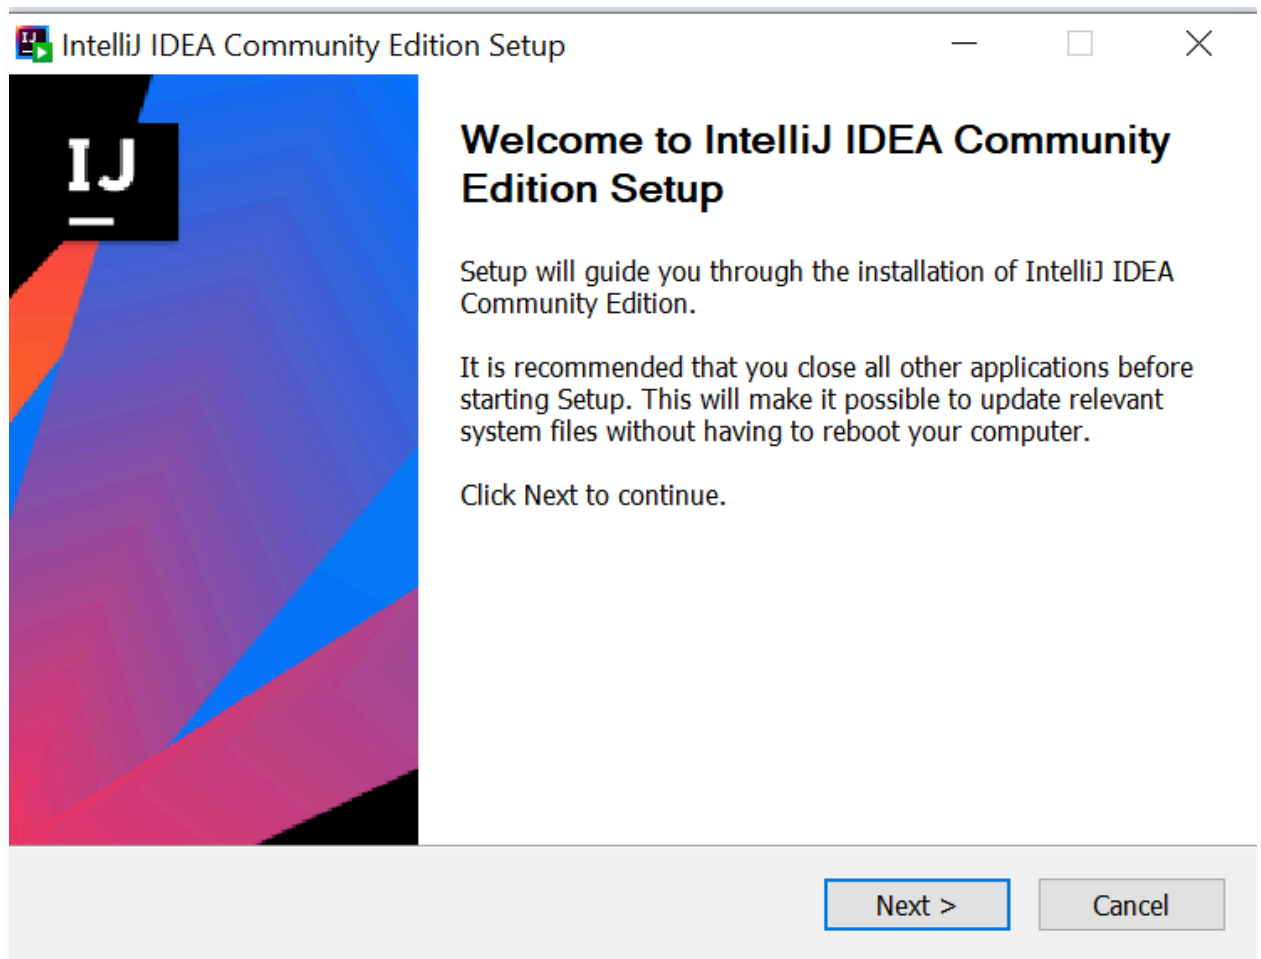 IntelliJ IDEA Community Edition Setup
IJ
Welcome to IntelliJ IDEA Community
Edition Setup
Setup will guide you through the installation of IntelliJ IDEA
Community Edition.
It is recommended that you close all other applications before
starting Setup. This will make it possible to update relevant
system files without having to reboot your computer.
Click Next to continue.
Next >
Cancel